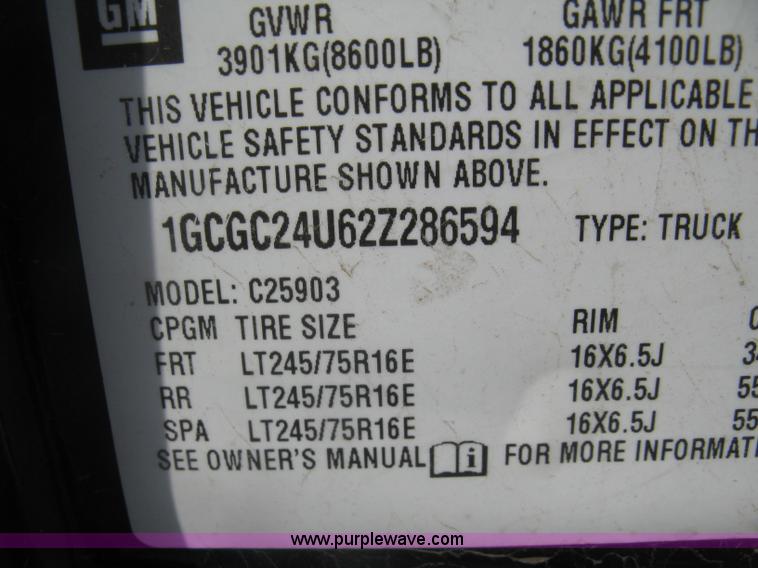 GM
GVWR GAWR FRT
3901KG(8600LB) 1860KG(4100LB)
THIS VEHICLE CONFORMS TO ALL APPLICABLE
VEHICLE SAFETY STANDARDS IN EFFECT ON
MANUFACTURE SHOWN ABOVE.
1GCGC24U62Z286594 TYPE: TRUCK
MODEL: C25903
CPGM TIRE SIZE RIM
FRT LT245/75R16E 16X6.5J
RR LT245/75R16E 16X6.5J
SPA LT245/75R16E 16X6.5J
SEE OWNER'S MANUAL i FOR MORE
www.purplewave.com